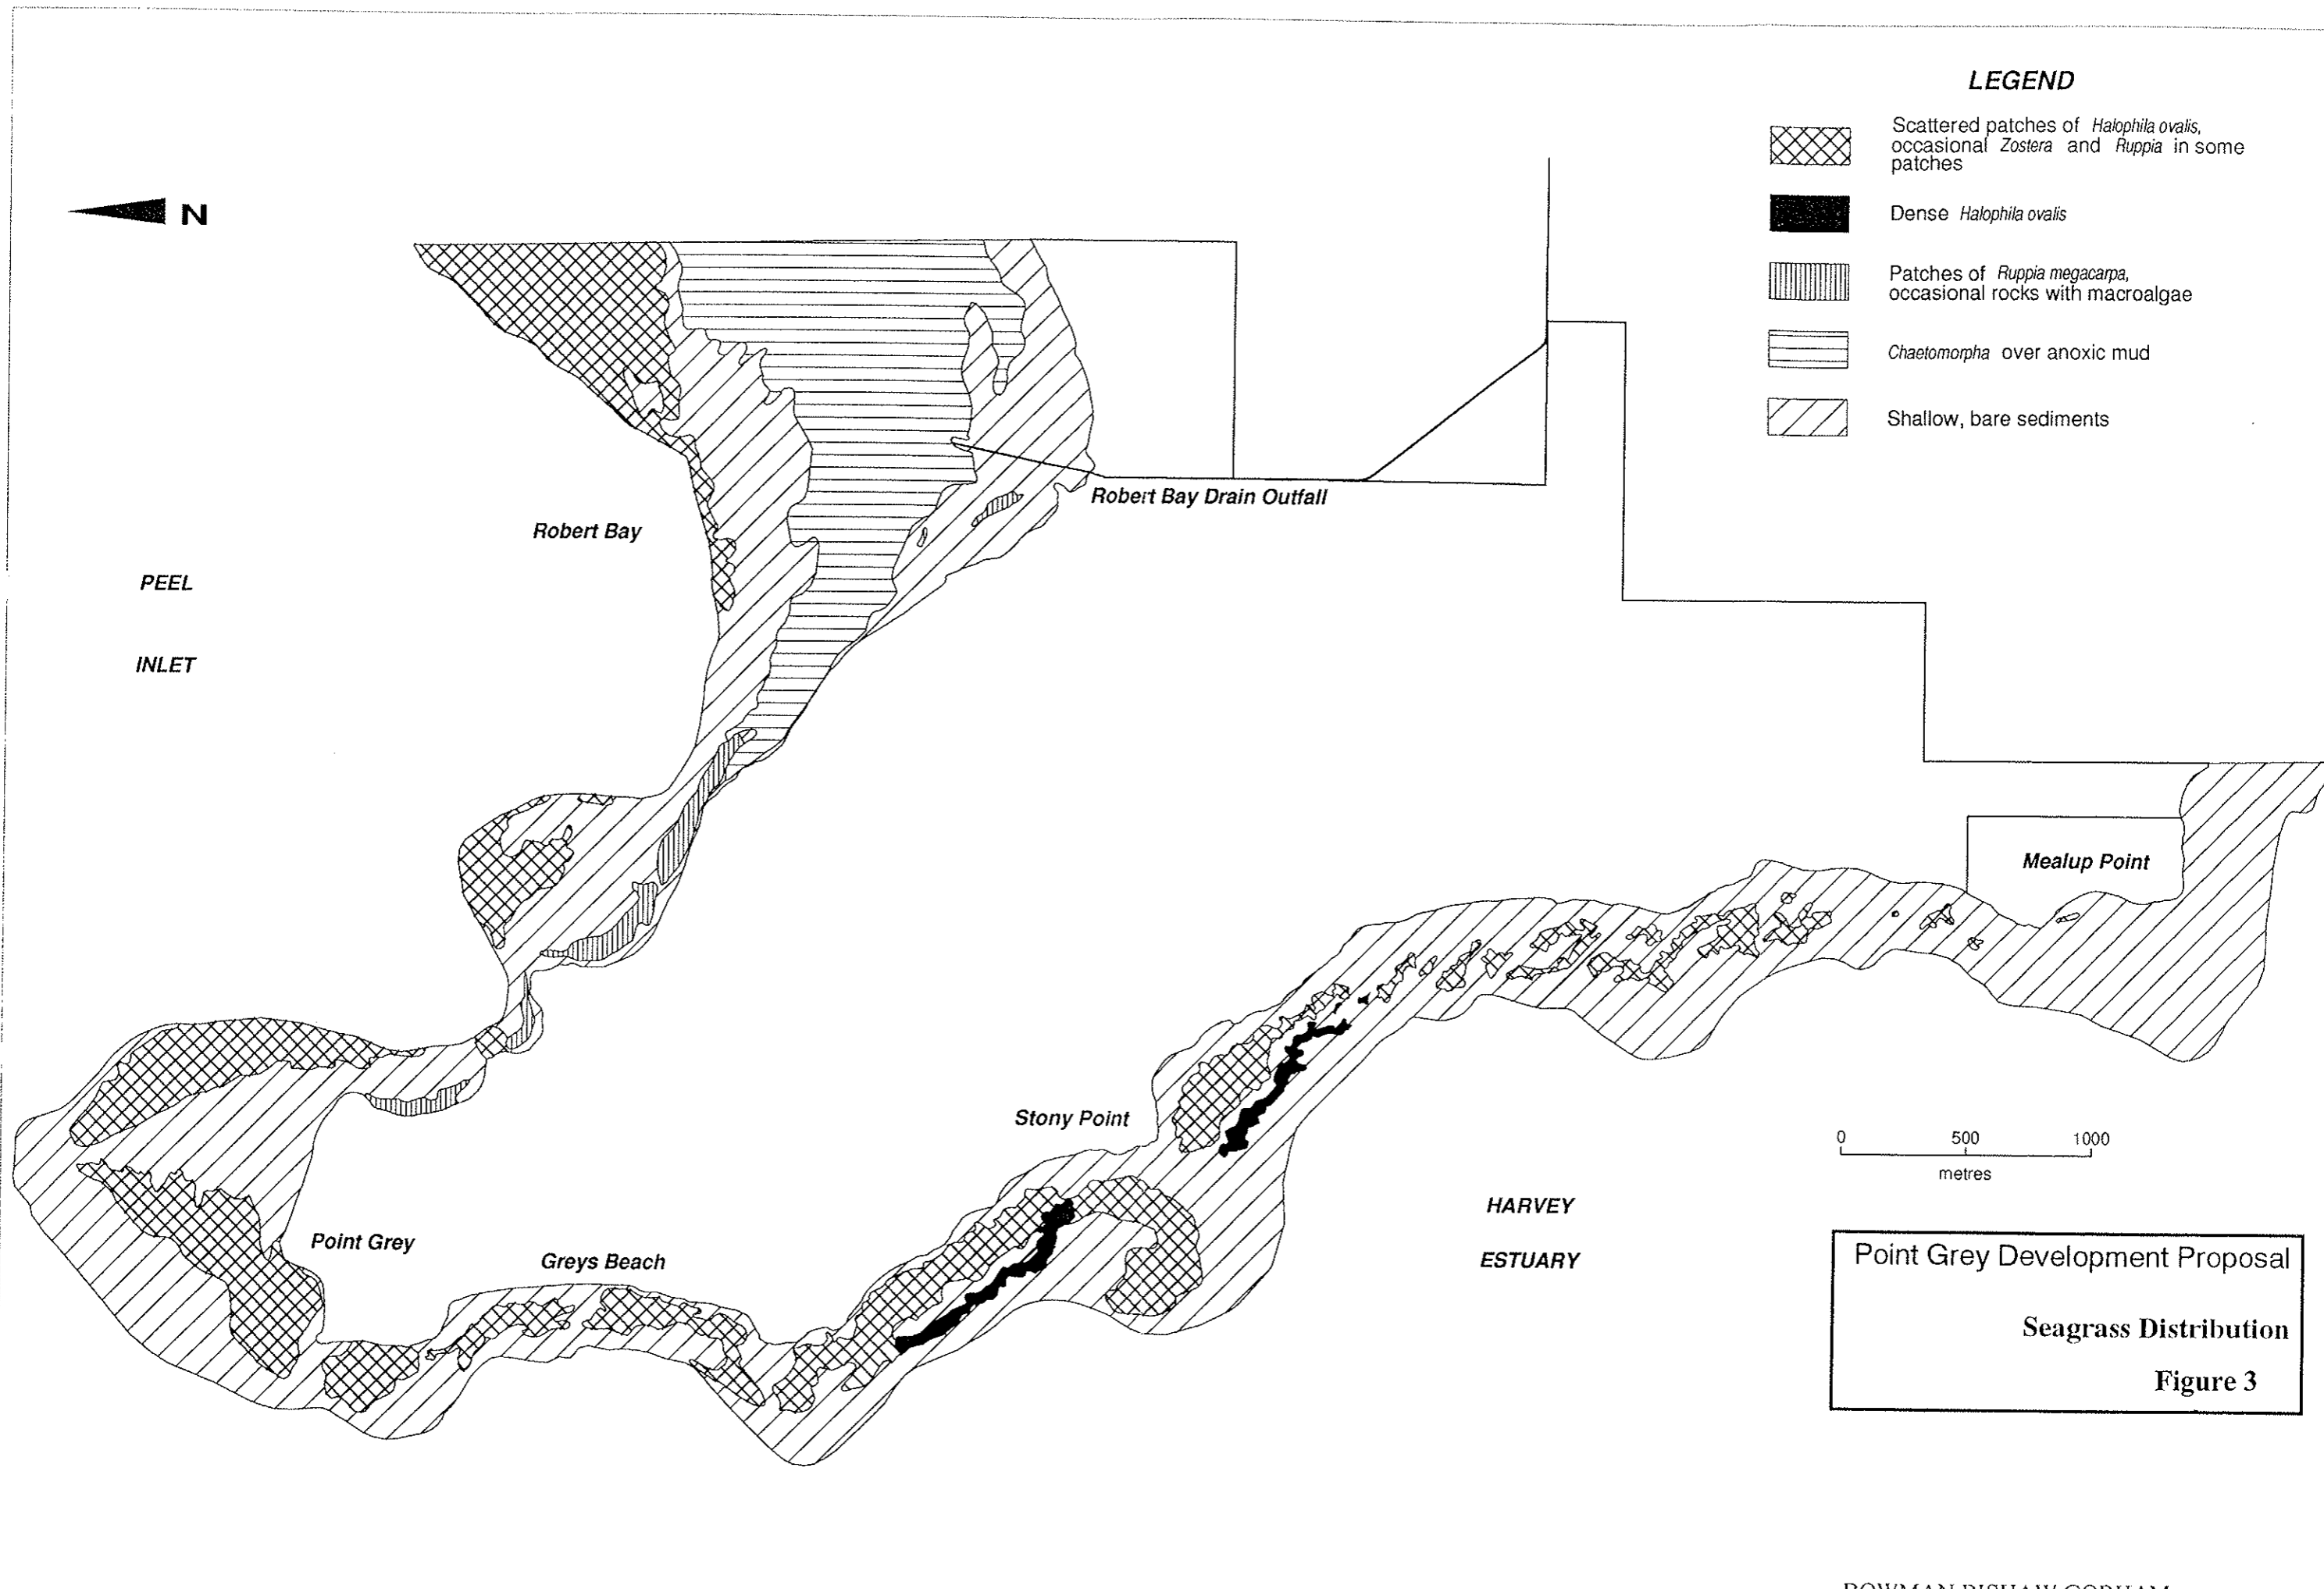 LEGEND
Scattered patches of Halophila ovalis,
occasional Zostera and Ruppia in some
patches
Dense Halophila ovalis
Patches of Ruppia megacarpa,
occasional rocks with macroalgae
Chaetomorpha over anoxic mud
Shallow, bare sediments
N
Robert Bay Drain Outfall
Robert Bay
PEEL
INLET
Mealup Point
Stony Point
0 500 1000
metres
HARVEY
ESTUARY
Point Grey
Greys Beach
Point Grey Development Proposal
Seagrass Distribution
Figure 3